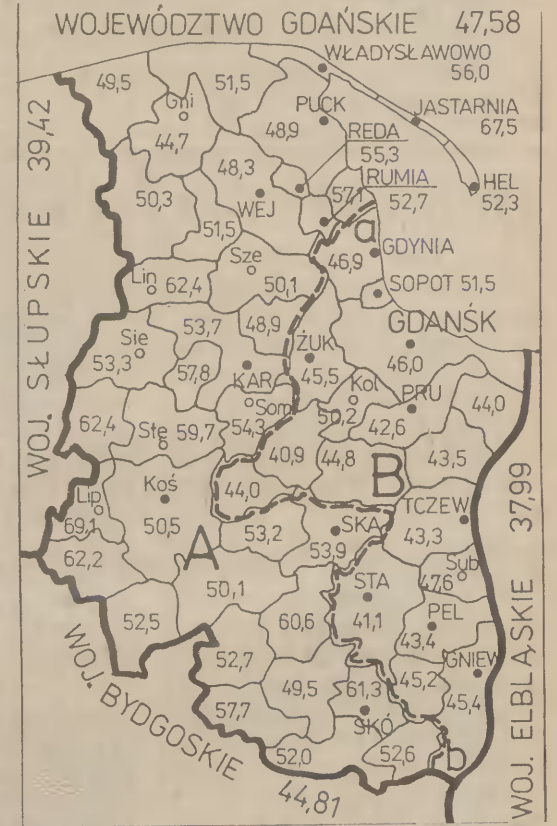 WOJEWÓDZTWO GDAŃSKIE 47,58
WŁADYSŁAWOWO
56,0
49,5
51,5
Gni
PUCK
JASTARNIA
67,5
44,7
48,9
REDA
55,3
48,3
RUMIA
52,7
57,1
HEL
52,3
50,3
WEJ
51,5
a
GDYNIA
46,9
Sze
Lin
62,4
50,1
SOPOT 51,5
GDAŃSK
53,7
48,9
ŻUK
Sie
53,3
57,8
KAR
45,5
46,0
Kol
PRU
Som
50,2
44,0
62,4
Stę
59,7
54,3
42,6
40,9
44,8
43,5
B
Lip
Koś
44,0
69,1
50,5
A
53,2
SKA
53,9
TCZEW
43,3
62,2
Sub
47,6
50,1
STA
41,1
52,5
60,6
PEL
43,4
52,7
GNIEW
49,5
61,3
45,2
45,4
57,7
SKÓ
52,0
52,6
b
WOJ. SŁUPSKIE 39,42
WOJ. BYDGOSKIE
44,81
WOJ. ELBLĄSKIE 37,99